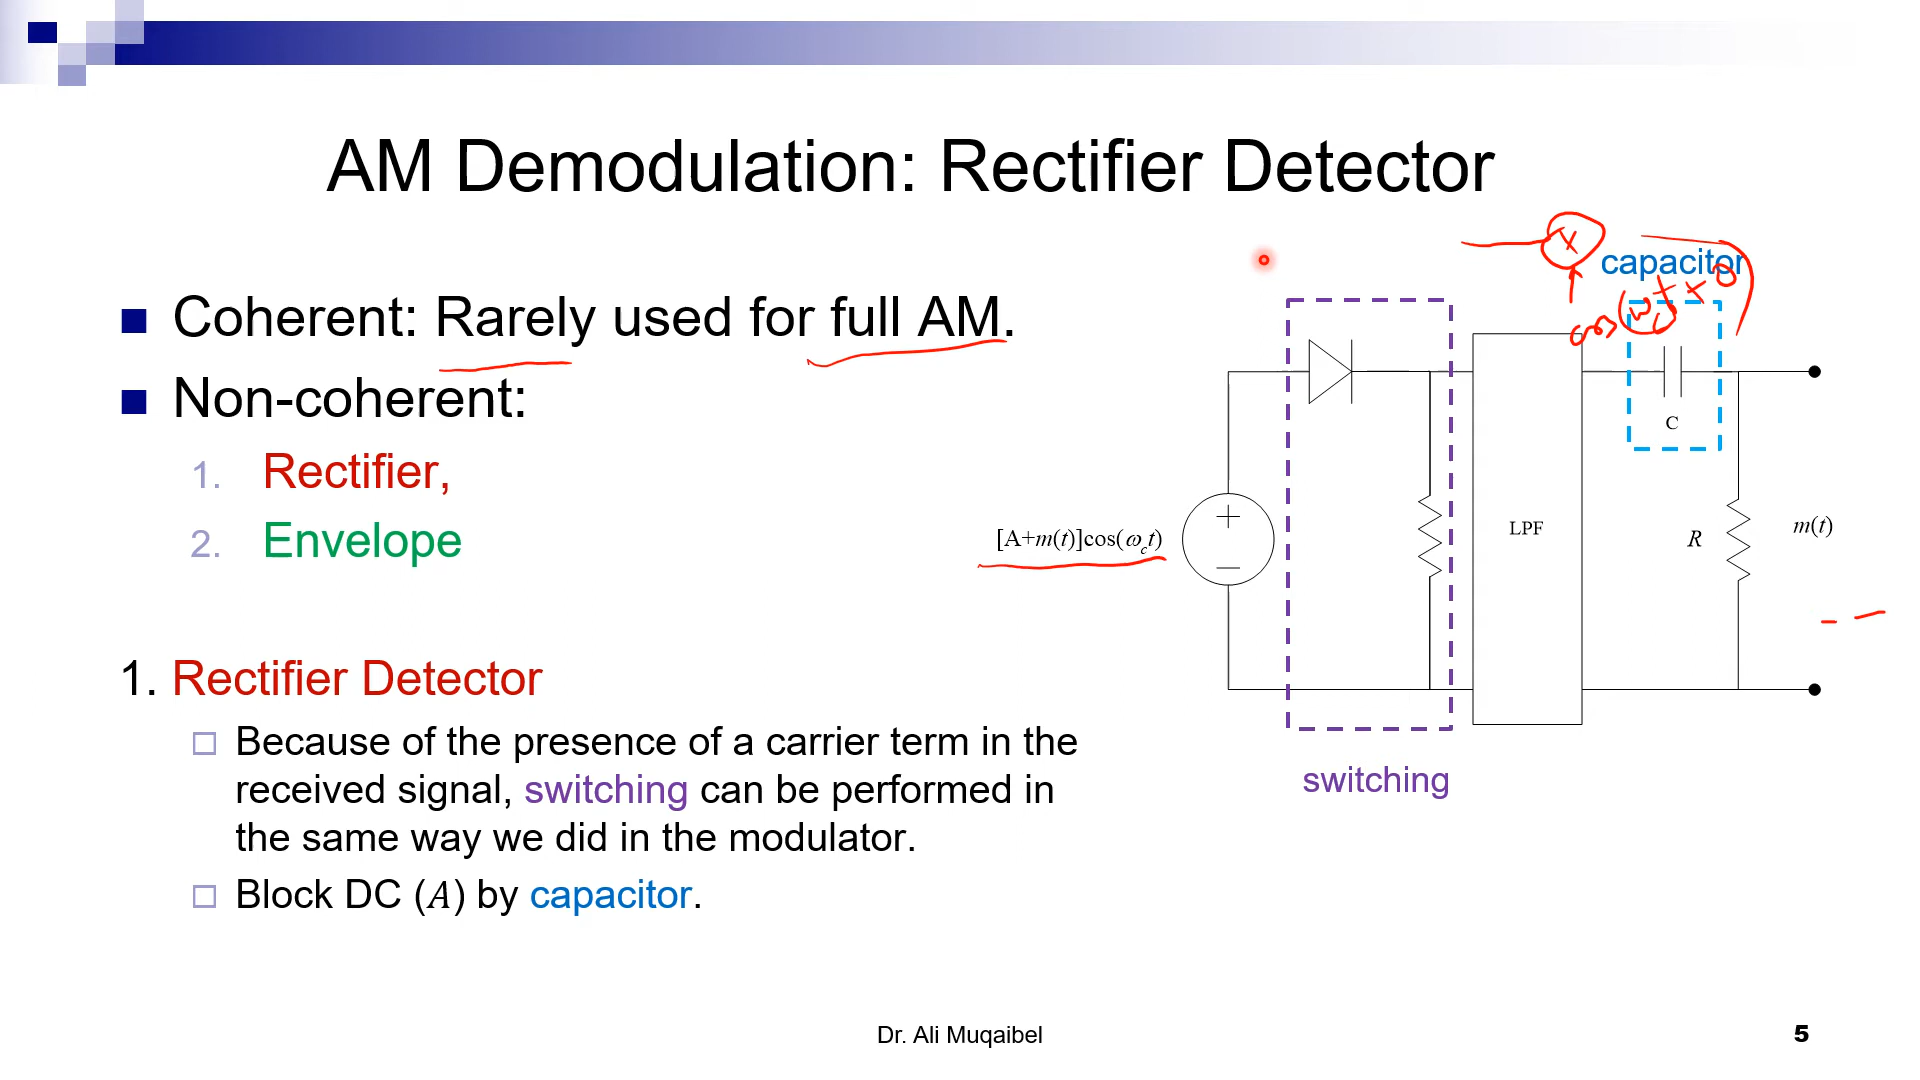 AM Demodulation: Rectifier Detector
Coherent: Rarely used for full AM.
Non-coherent:
1. Rectifier,
2. Envelope
1. Rectifier Detector
Because of the presence of a carrier term in the
received signal, switching can be performed in
the same way we did in the modulator.
Block DC (A) by capacitor.
X
capacitor
C
[A+m(t)]cos(ω_c t)
+
−
LPF
R
m(t)
switching
Dr. Ali Muqaibel
5